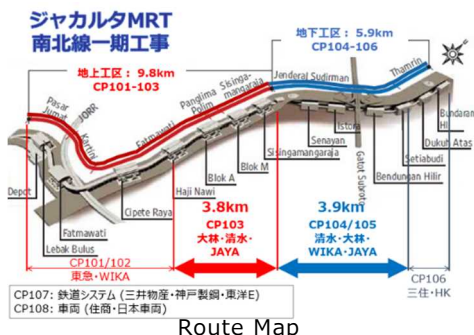 ジャカルタMRT
南北線一期工事
地上工区：9.8km
CP101-103
地下工区：5.9km
CP104-106
Pasar
Jumat
JORR
Kartini
Fatmawati
Panglima
Polim
Sisinga-
mangaraja
Jenderal Sudirman
Thamrin
Gatot Subroto
Depot
Lebak Bulus
Fatmawati
Cipete Raya
Haji Nawi
Blok A
Blok M
Sisingamangaraja
Senayan
Istora
Bendungan Hilir
Setiabudi
Dukuh Atas
Bundaran
HI
3.8km
CP103
大林・清水・
JAYA
3.9km
CP104/105
清水・大林・
WIKA・JAYA
CP101/102
東急・WIKA
CP106
三住・HK
CP107: 鉄道システム (三井物産・神戸製鋼・東洋E)
CP108: 車両 (住商・日本車両)
Route Map